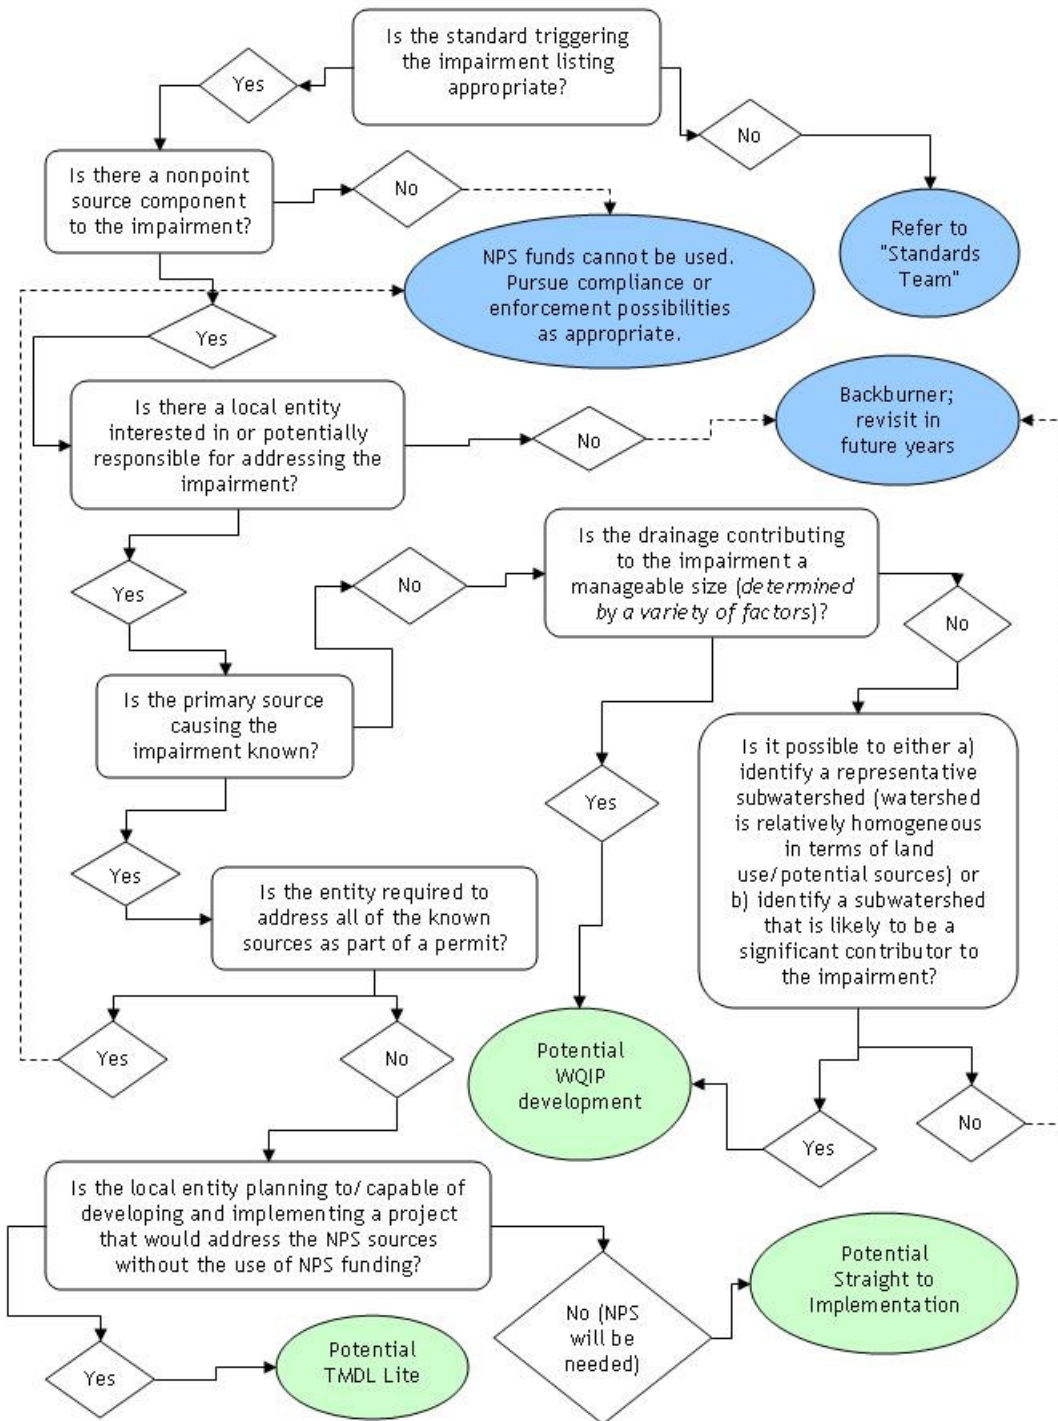 Is the standard triggering
the impairment listing
appropriate?
Yes
No
Is there a nonpoint
source component
to the impairment?
No
Refer to
"Standards
Team"
NPS funds cannot be used.
Pursue compliance or
enforcement possibilities
as appropriate.
Yes
Is there a local entity
interested in or potentially
responsible for addressing the
impairment?
No
Backburner;
revisit in
future years
Yes
No
Is the drainage contributing
to the impairment a
manageable size (determined
by a variety of factors)?
No
Is the primary source
causing the
impairment known?
Yes
Is it possible to either a)
identify a representative
subwatershed (watershed
is relatively homogeneous
in terms of land
use/potential sources) or
b) identify a subwatershed
that is likely to be a
significant contributor to
the impairment?
Yes
Is the entity required to
address all of the known
sources as part of a permit?
Yes
No
Potential
WQIP
development
Yes
No
Is the local entity planning to/ capable of
developing and implementing a project
that would address the NPS sources
without the use of NPS funding?
No (NPS
will be
needed)
Potential
Straight to
Implementation
Yes
Potential
TMDL Lite